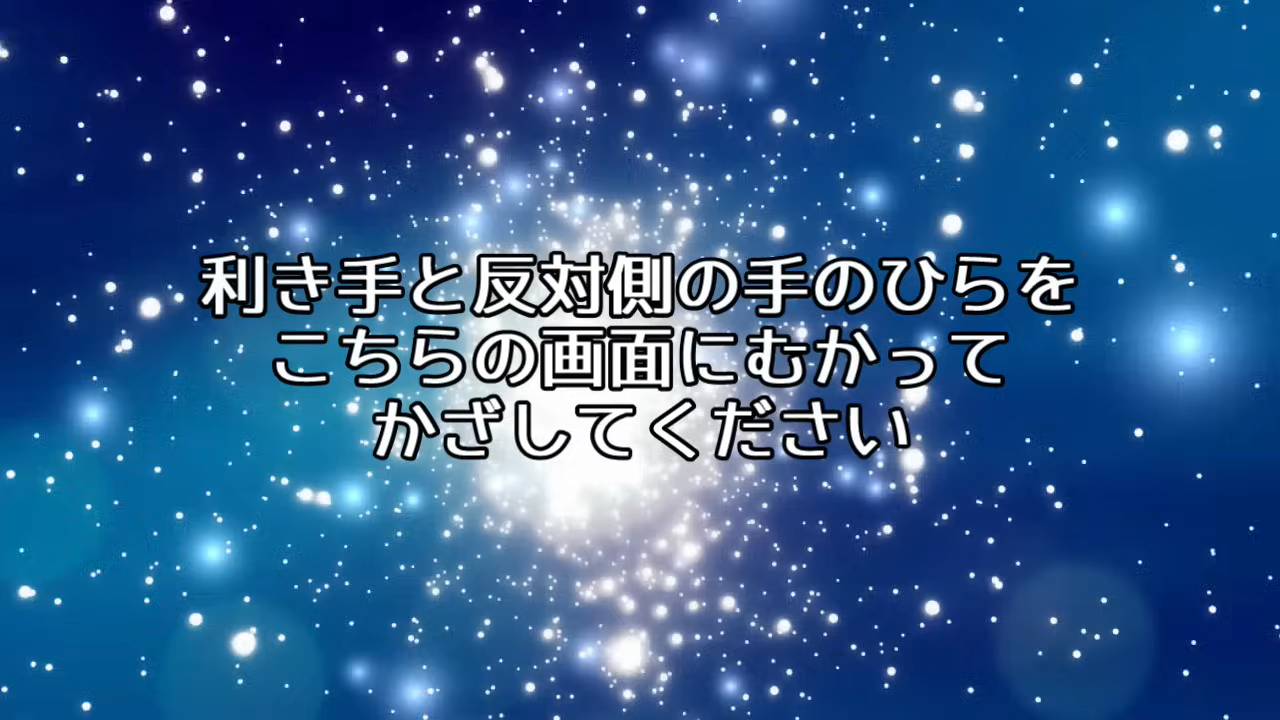 利き手と反対側の手のひらを
こちらの画面にむかって
かざしてください